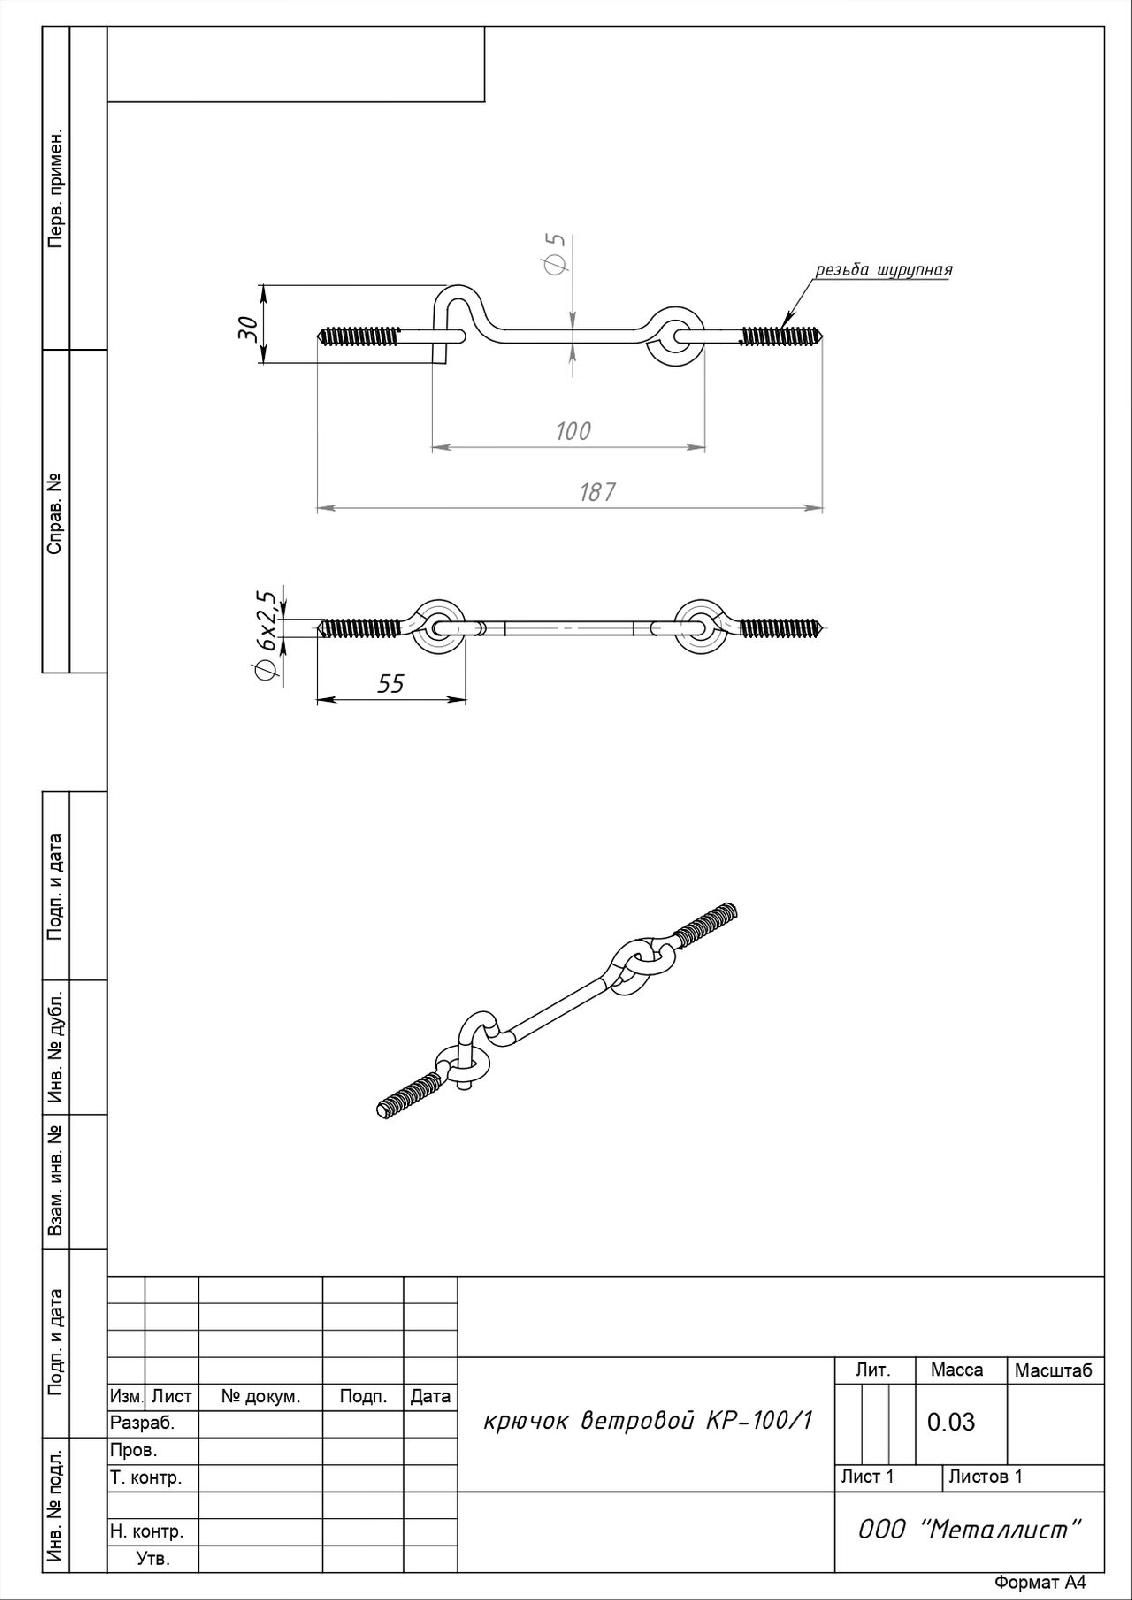 Перв. примен.
Справ. №
Подп. и дата
Инв. № дубл.
Взам. инв. №
Подп. и дата
Инв. № подл.
⌀ 5
резьба шурупная
30
100
187
⌀ 6x2,5
55
Изм. Лист № докум. Подп. Дата
Разраб.
Пров.
Т. контр.
Н. контр.
Утв.
крючок ветровой КР-100/1
Лит. Масса Масштаб
0.03
Лист 1 Листов 1
ООО "Металлист"
Формат А4